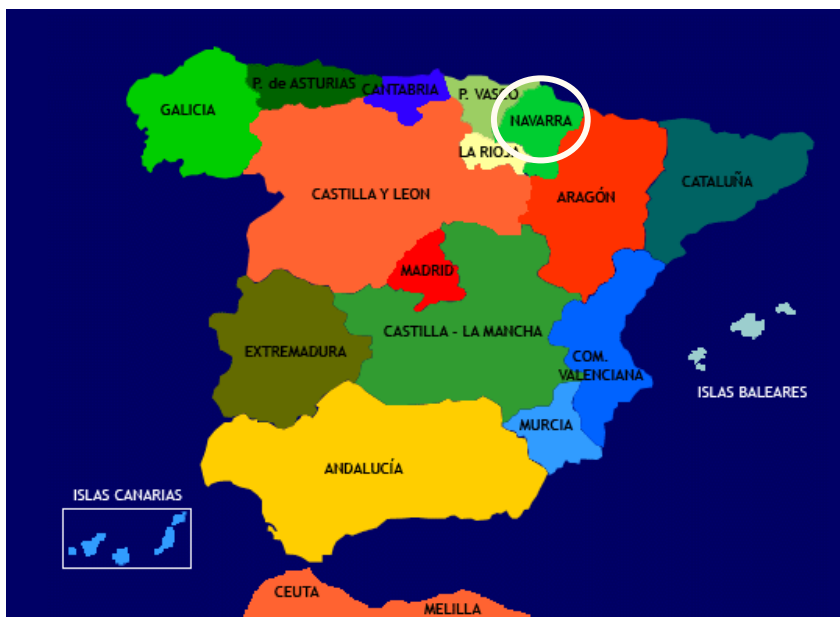 P. de ASTURIAS
CANTABRIA
P. VASCO
GALICIA
NAVARRA
LA RIOJA
CASTILLA Y LEON
ARAGÓN
CATALUÑA
MADRID
CASTILLA - LA MANCHA
EXTREMADURA
COM.
VALENCIANA
ISLAS BALEARES
MURCIA
ANDALUCÍA
ISLAS CANARIAS
CEUTA
MELILLA